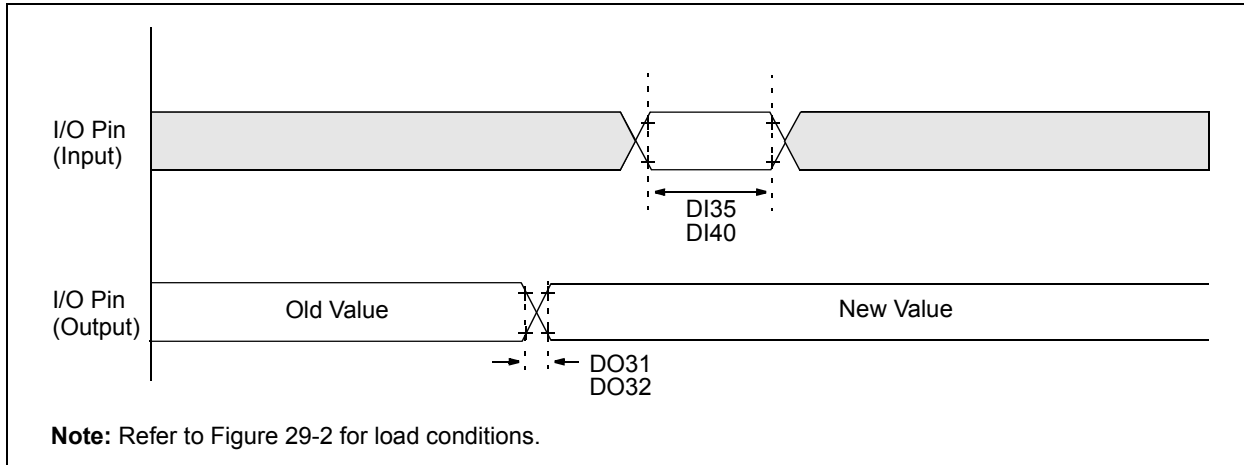 I/O Pin
(Input)
DI35
DI40
I/O Pin
(Output)
Old Value
New Value
DO31
DO32
Note: Refer to Figure 29-2 for load conditions.